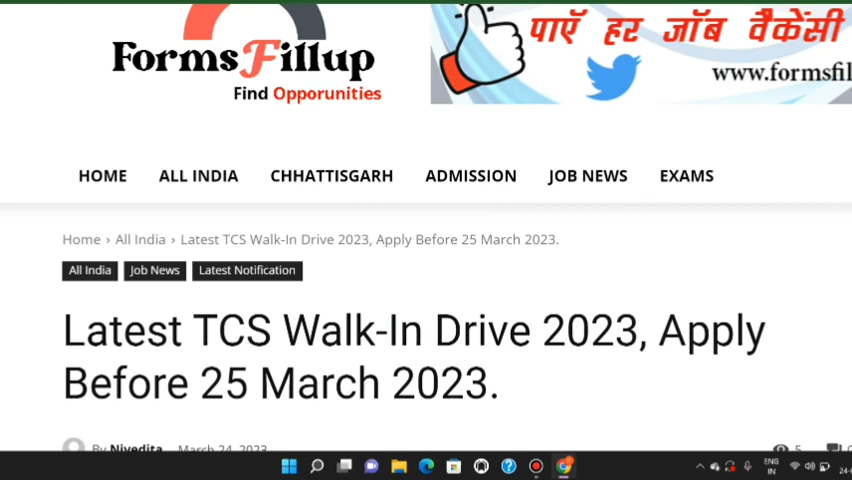 पाएँ हर जॉब वैकेंसी
FormsFillup
www.formsfil
Find Opporunities
HOME ALL INDIA CHHATTISGARH ADMISSION JOB NEWS EXAMS
Home › All India › Latest TCS Walk-In Drive 2023, Apply Before 25 March 2023.
All India Job News Latest Notification
Latest TCS Walk-In Drive 2023, Apply
Before 25 March 2023.
By Nivedita March 24, 2023 5
ENG
IN
24-